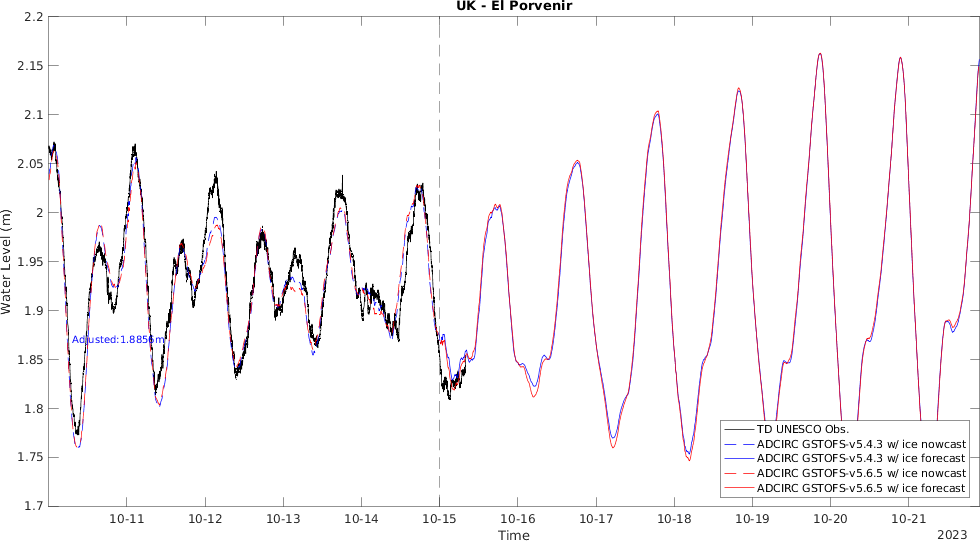 UK - El Porvenir
2.2
2.15
2.1
2.05
2
1.95
1.9
1.85
1.8
1.75
1.7
Water Level (m)
Adjusted:1.8856m
TD UNESCO Obs.
ADCIRC GSTOFS-v5.4.3 w/ ice nowcast
ADCIRC GSTOFS-v5.4.3 w/ ice forecast
ADCIRC GSTOFS-v5.6.5 w/ ice nowcast
ADCIRC GSTOFS-v5.6.5 w/ ice forecast
10-11 10-12 10-13 10-14 10-15 10-16 10-17 10-18 10-19 10-20 10-21
Time
2023